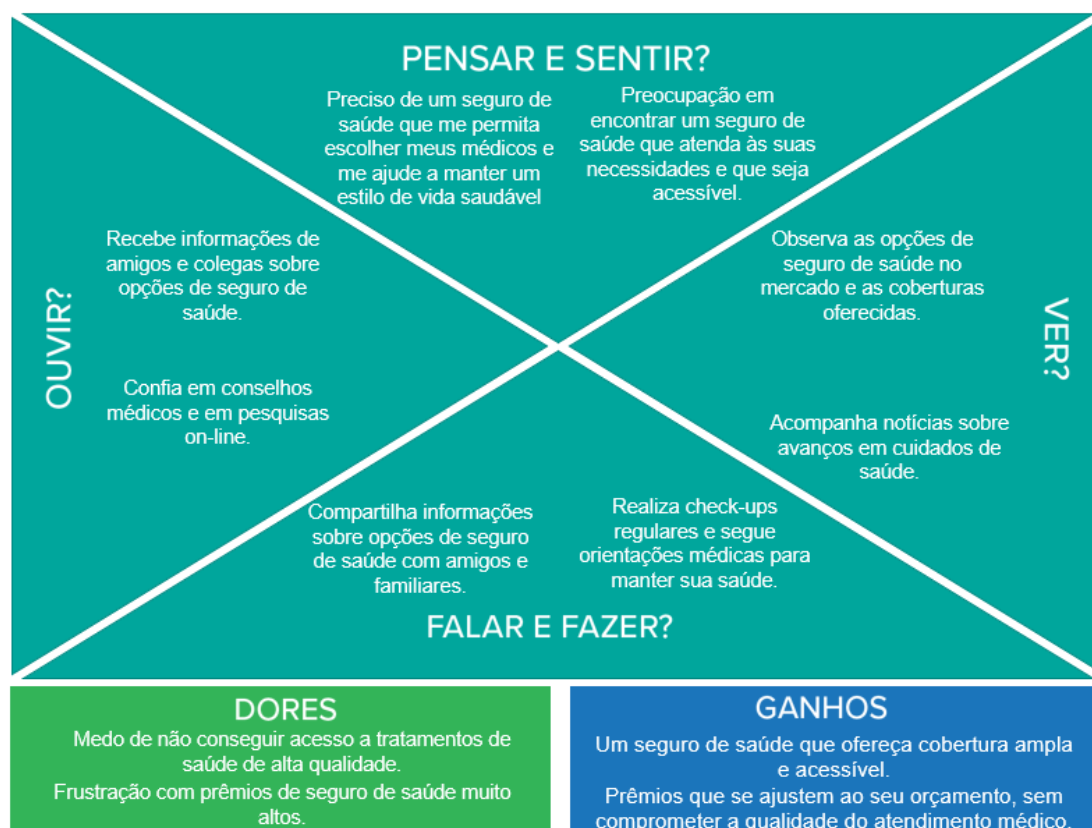 PENSAR E SENTIR?
Preciso de um seguro de
saúde que me permita
escolher meus médicos e
me ajude a manter um
estilo de vida saudável
Preocupação em
encontrar um seguro de
saúde que atenda às suas
necessidades e que seja
acessível.
OUVIR?
Recebe informações de
amigos e colegas sobre
opções de seguro de
saúde.
Confia em conselhos
médicos e em pesquisas
on-line.
VER?
Observa as opções de
seguro de saúde no
mercado e as coberturas
oferecidas.
Acompanha notícias sobre
avanços em cuidados de
saúde.
Compartilha informações
sobre opções de seguro
de saúde com amigos e
familiares.
Realiza check-ups
regulares e segue
orientações médicas para
manter sua saúde.
FALAR E FAZER?
DORES
Medo de não conseguir acesso a tratamentos de
saúde de alta qualidade.
Frustração com prêmios de seguro de saúde muito
altos.
GANHOS
Um seguro de saúde que ofereça cobertura ampla
e acessível.
Prêmios que se ajustem ao seu orçamento, sem
comprometer a qualidade do atendimento médico.